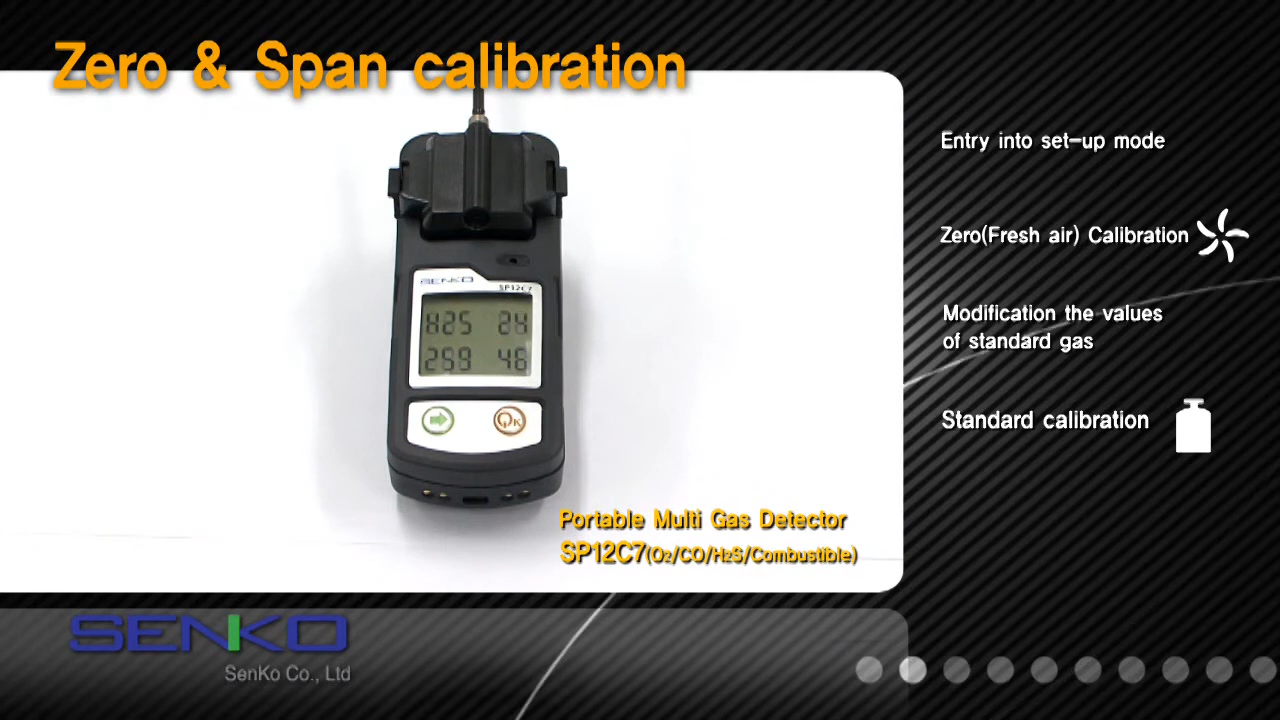 Zero & Span calibration
Entry into set-up mode
Zero(Fresh air) Calibration
Modification the values
of standard gas
Standard calibration
SENKO
SP12C7
H2S 24
269 46
OK
Portable Multi Gas Detector
SP12C7(O2/CO/H2S/Combustible)
SENKO
SenKo Co., Ltd